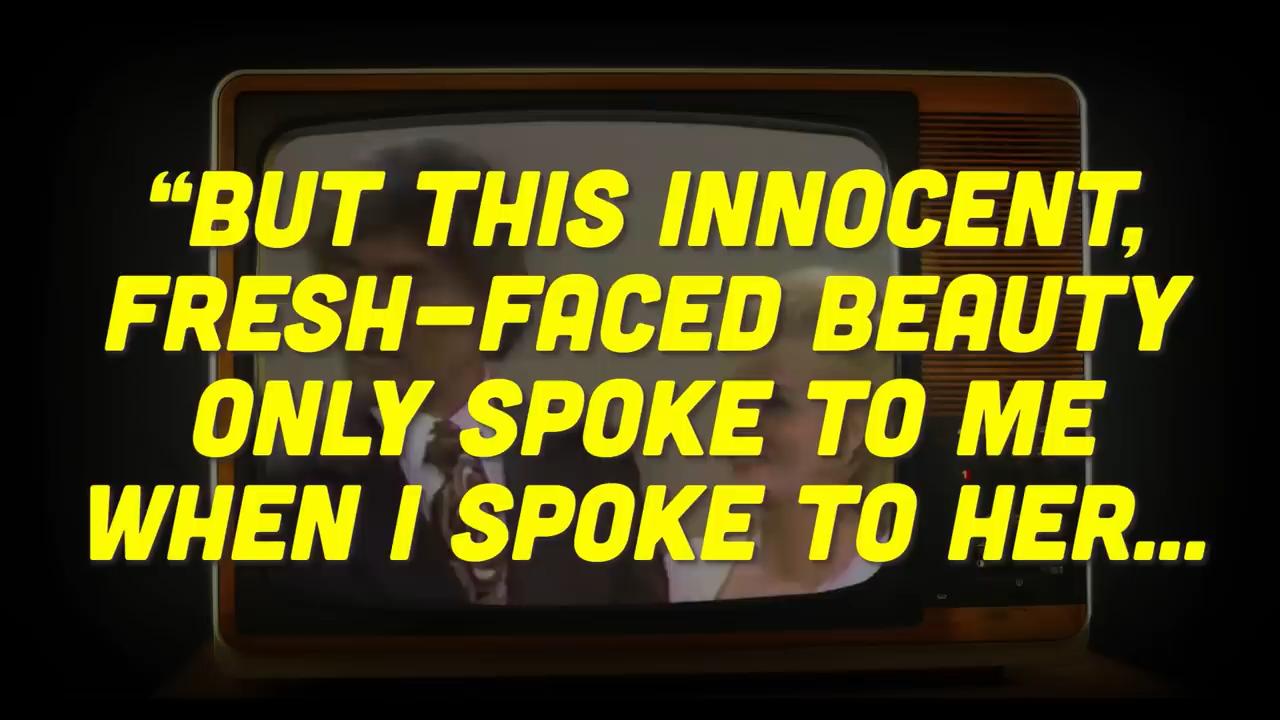 “BUT THIS INNOCENT,
FRESH-FACED BEAUTY
ONLY SPOKE TO ME
WHEN I SPOKE TO HER...